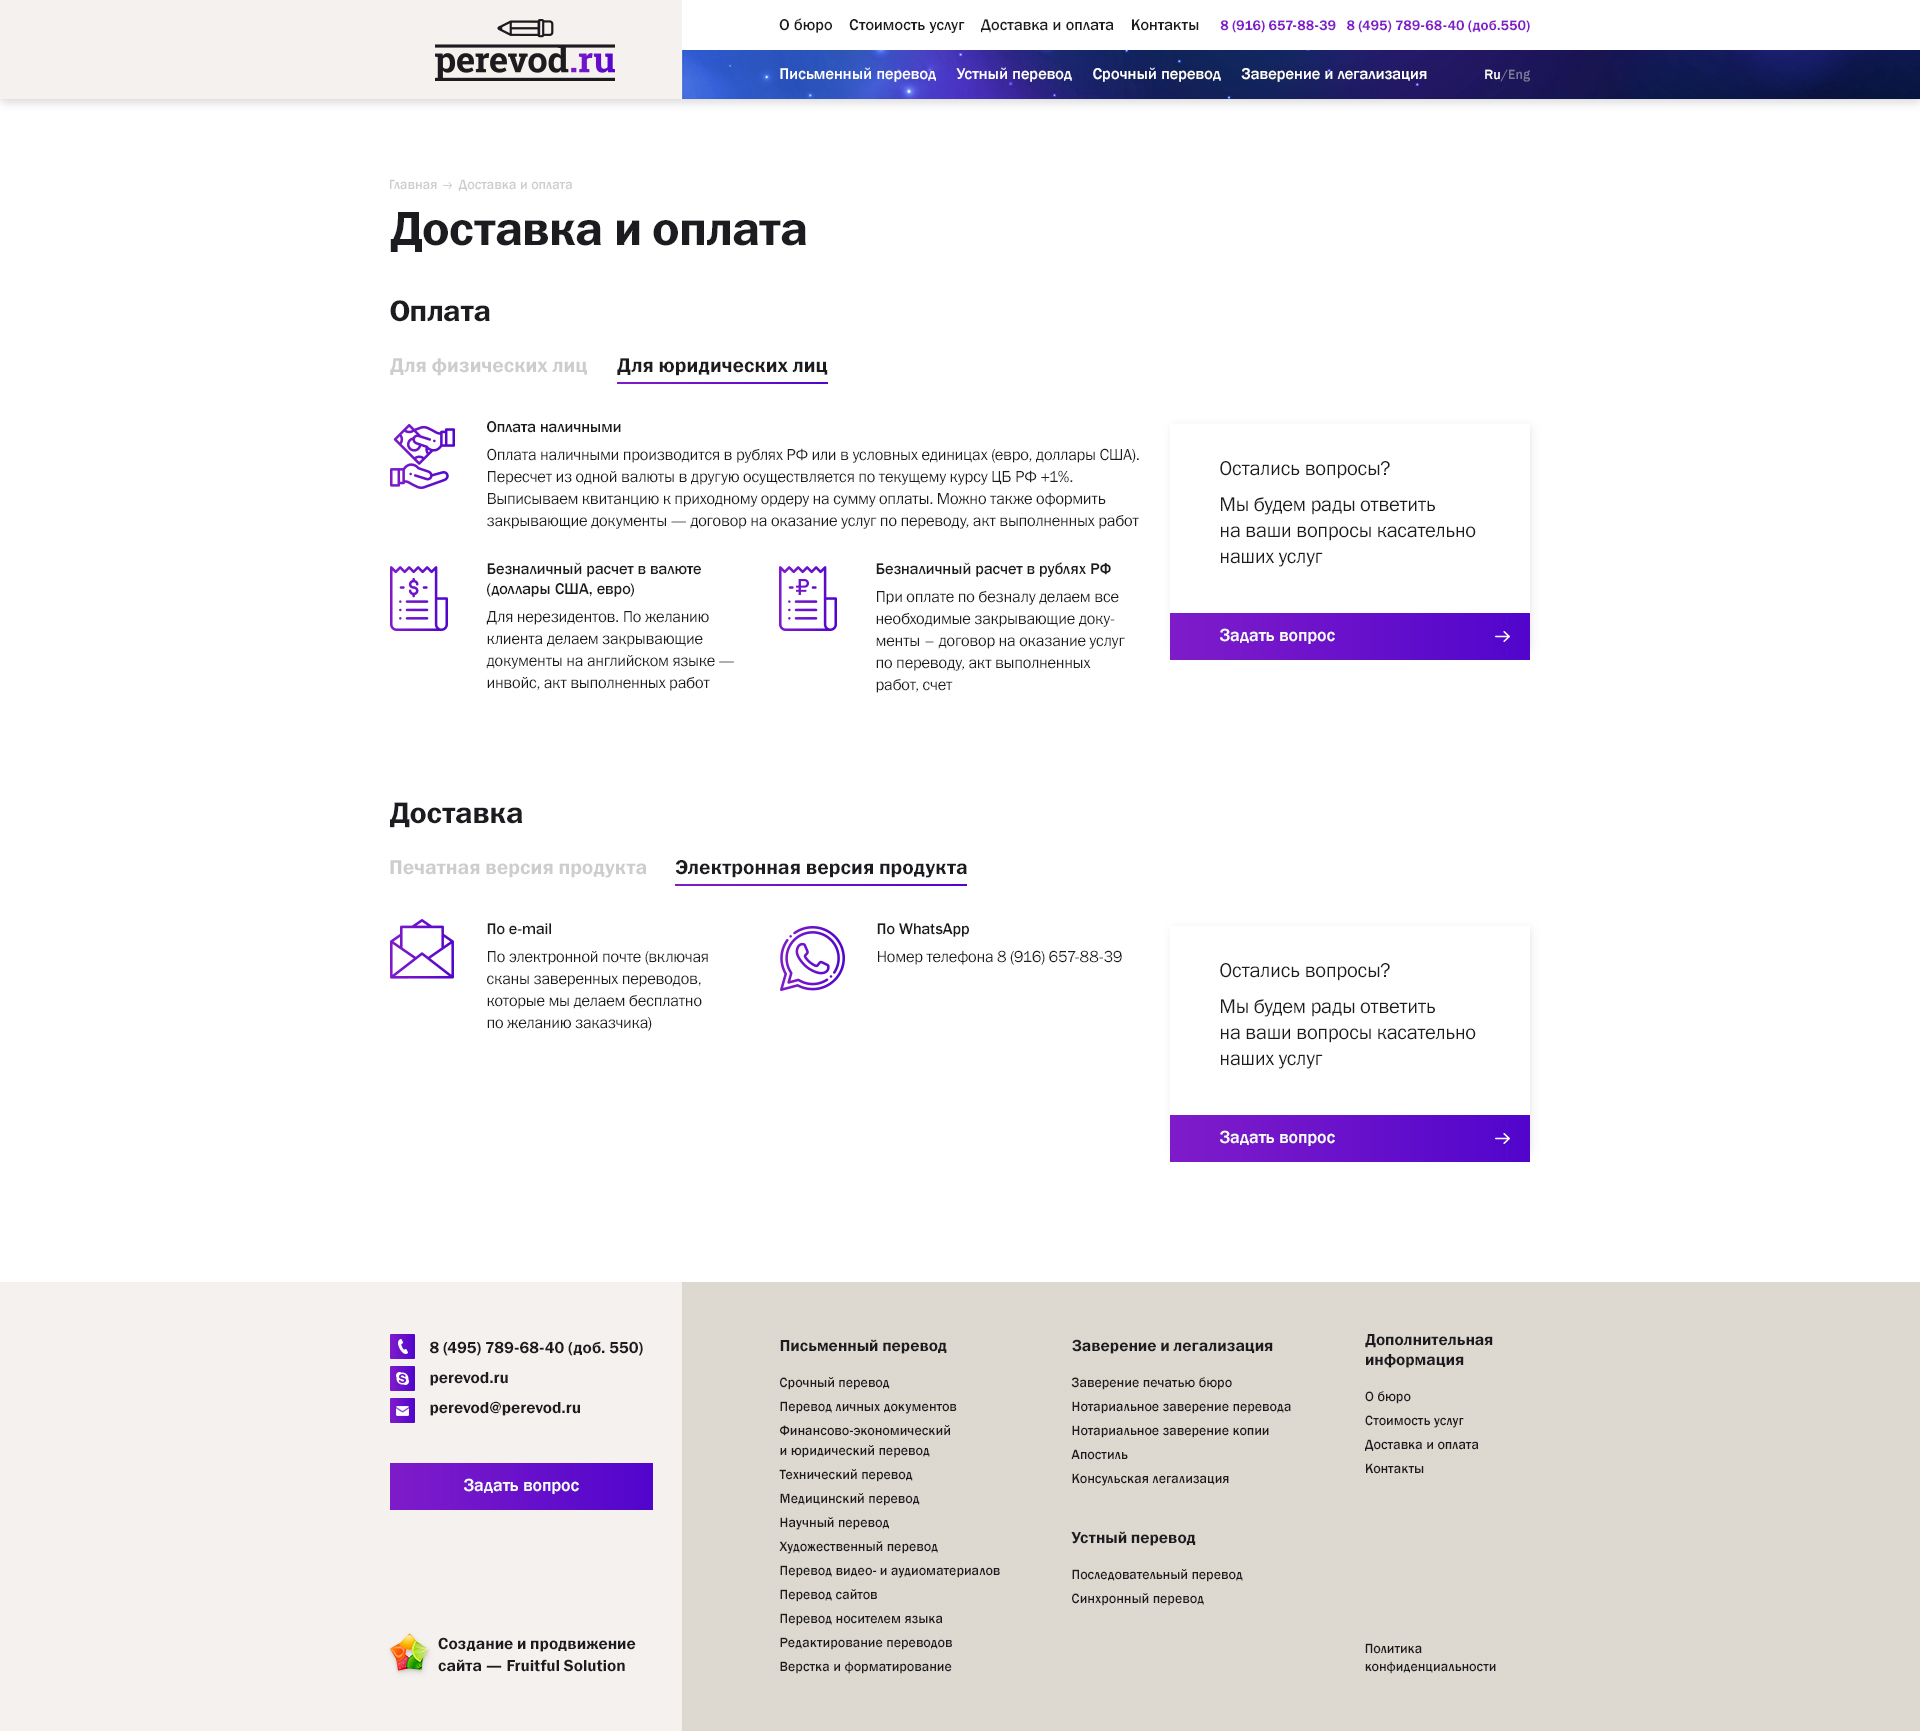 perevod.ru
О бюро Стоимость услуг Доставка и оплата Контакты 8 (916) 657-88-39 8 (495) 789-68-40 (доб.550)
Письменный перевод Устный перевод Срочный перевод Заверение и легализация Ru/Eng
Главная → Доставка и оплата
Доставка и оплата
Оплата
Для физических лиц Для юридических лиц
Оплата наличными
Оплата наличными производится в рублях РФ или в условных единицах (евро, доллары США).
Пересчет из одной валюты в другую осуществляется по текущему курсу ЦБ РФ +1%.
Выписываем квитанцию к приходному ордеру на сумму оплаты. Можно также оформить
закрывающие документы — договор на оказание услуг по переводу, акт выполненных работ
Безналичный расчет в валюте
(доллары США, евро)
Для нерезидентов. По желанию
клиента делаем закрывающие
документы на английском языке —
инвойс, акт выполненных работ
Безналичный расчет в рублях РФ
При оплате по безналу делаем все
необходимые закрывающие доку-
менты – договор на оказание услуг
по переводу, акт выполненных
работ, счет
Остались вопросы?
Мы будем рады ответить
на ваши вопросы касательно
наших услуг
Задать вопрос →
Доставка
Печатная версия продукта Электронная версия продукта
По e-mail
По электронной почте (включая
сканы заверенных переводов,
которые мы делаем бесплатно
по желанию заказчика)
По WhatsApp
Номер телефона 8 (916) 657-88-39
Остались вопросы?
Мы будем рады ответить
на ваши вопросы касательно
наших услуг
Задать вопрос →
8 (495) 789-68-40 (доб. 550)
perevod.ru
perevod@perevod.ru
Задать вопрос
Создание и продвижение
сайта — Fruitful Solution
Письменный перевод
Срочный перевод
Перевод личных документов
Финансово-экономический
и юридический перевод
Технический перевод
Медицинский перевод
Научный перевод
Художественный перевод
Перевод видео- и аудиоматериалов
Перевод сайтов
Перевод носителем языка
Редактирование переводов
Верстка и форматирование
Заверение и легализация
Заверение печатью бюро
Нотариальное заверение перевода
Нотариальное заверение копии
Апостиль
Консульская легализация
Устный перевод
Последовательный перевод
Синхронный перевод
Дополнительная
информация
О бюро
Стоимость услуг
Доставка и оплата
Контакты
Политика
конфиденциальности